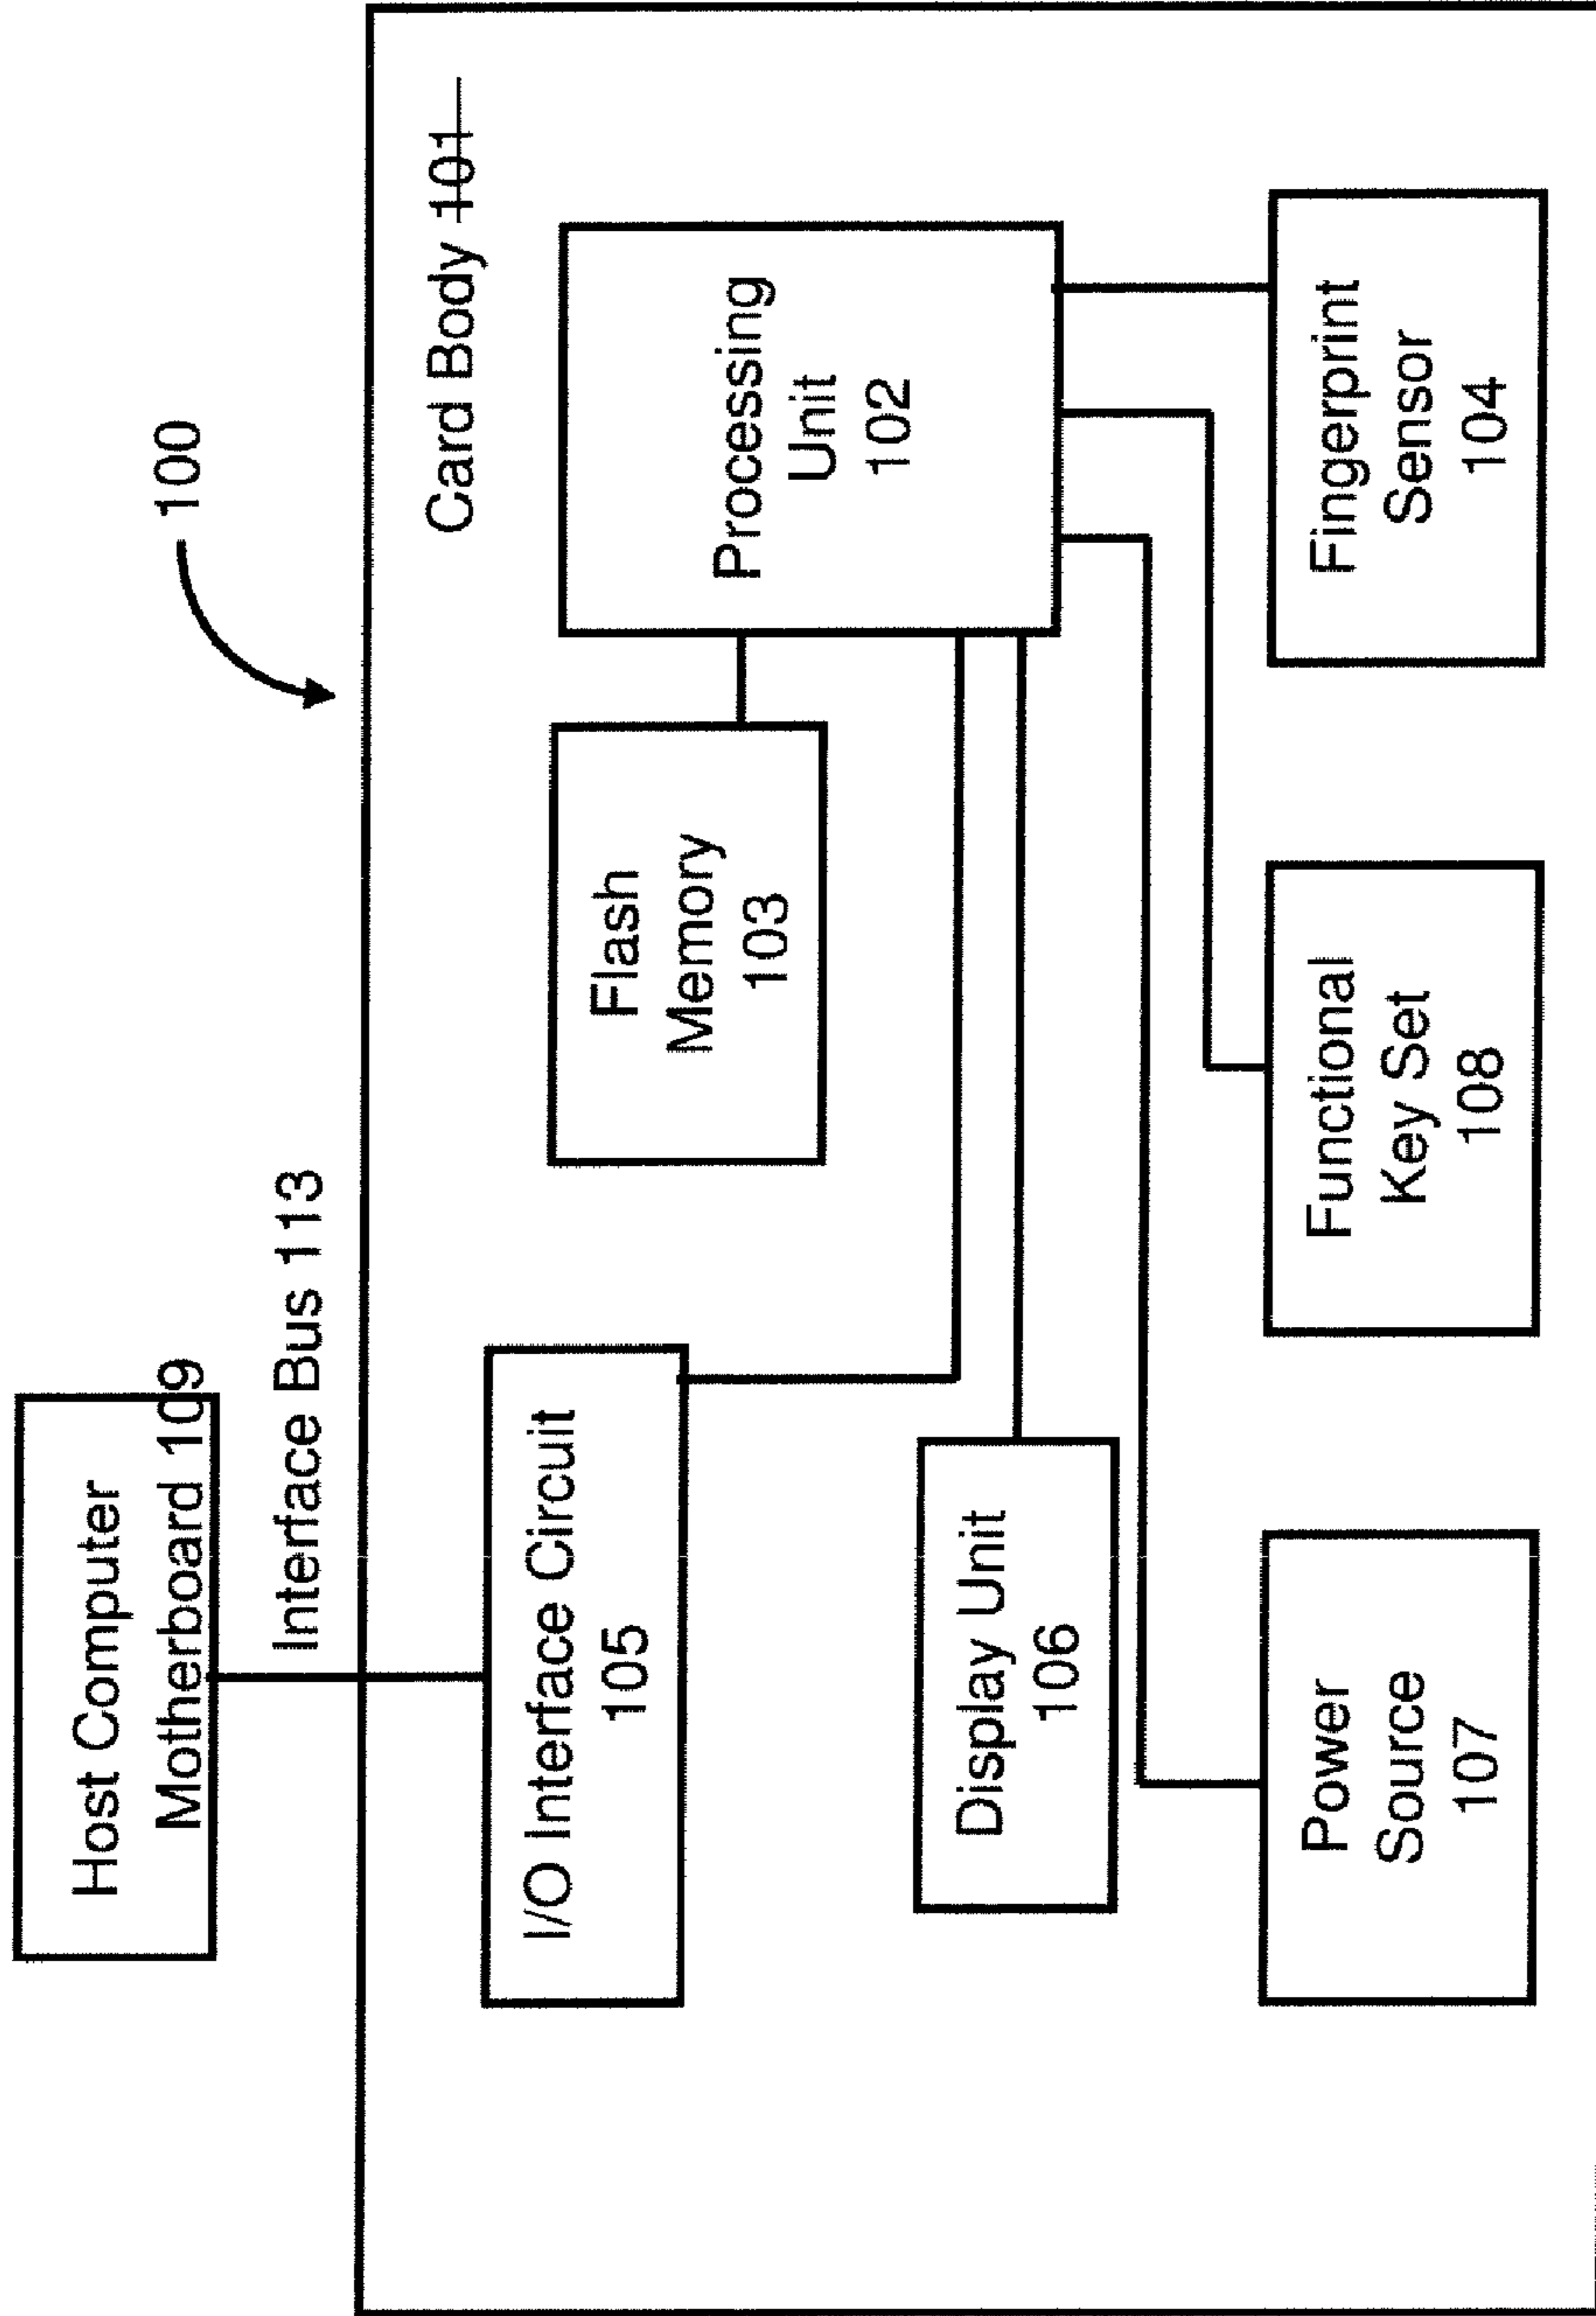 Host Computer
Motherboard 109
Interface Bus 113
100
Card Body 101
I/O Interface Circuit
105
Flash
Memory
103
Processing
Unit
102
Display Unit
106
Power
Source
107
Functional
Key Set
108
Fingerprint
Sensor
104